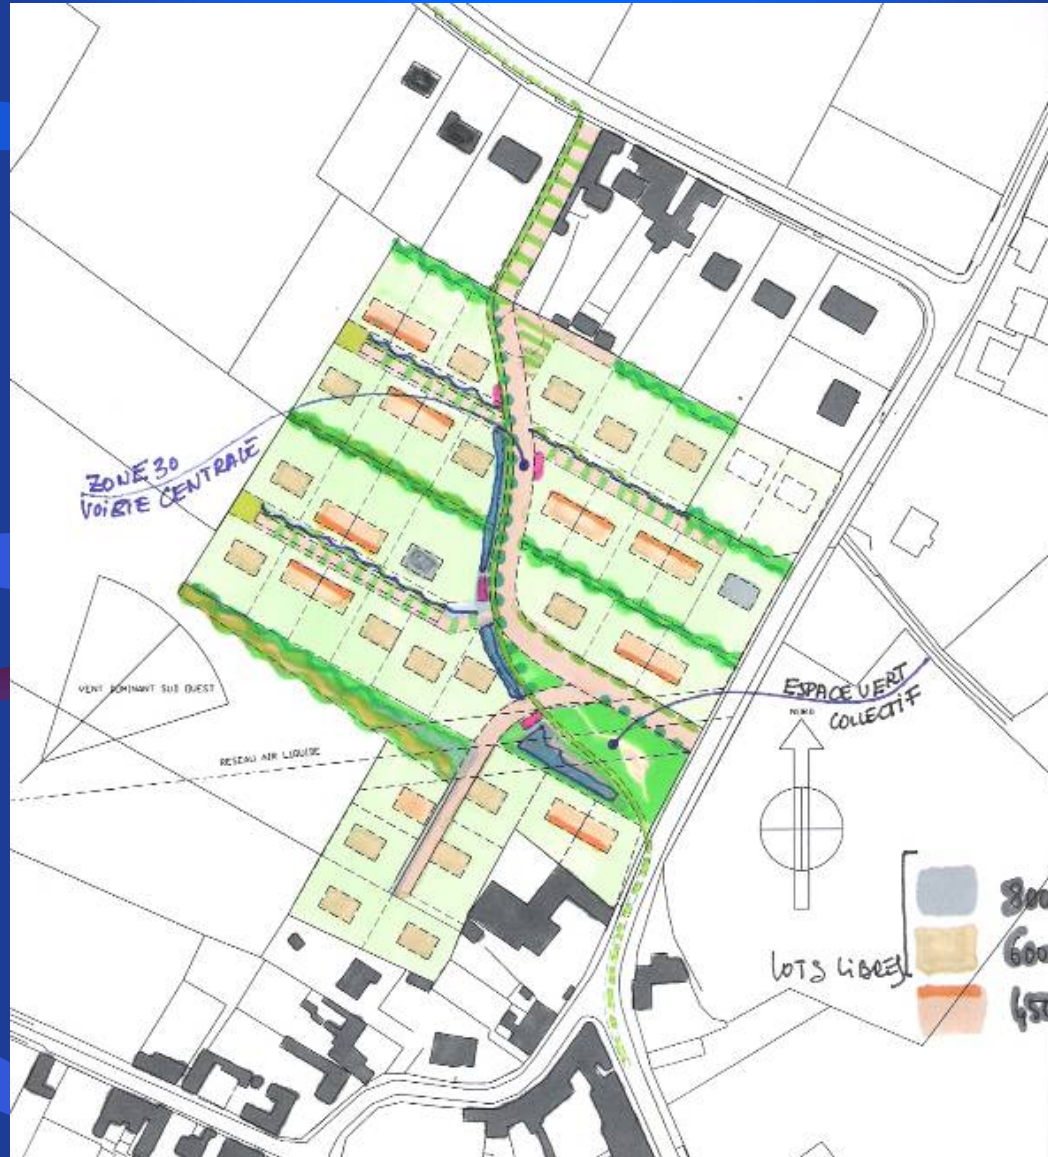 ZONE 30
VOIRIE CENTRALE
VENT DOMINANT SUD OUEST
RESEAU AIR LIQUIDE
ESPACE VERT
COLLECTIF
NORD
800
600
LOTS LIBRES
450